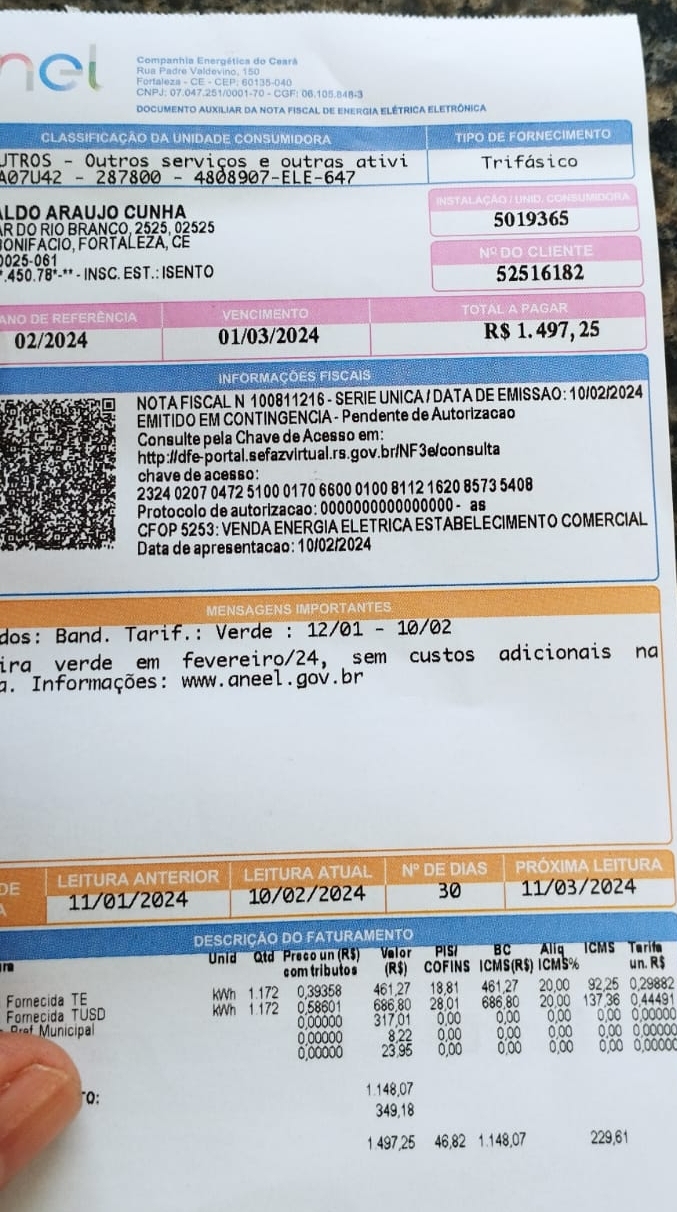 nel
Companhia Energética do Ceará
Rua Padre Valdevino, 150
Fortaleza - CE - CEP: 60135-040
CNPJ: 07.047.251/0001-70 - CGF: 06.105.848-3
DOCUMENTO AUXILIAR DA NOTA FISCAL DE ENERGIA ELÉTRICA ELETRÔNICA
CLASSIFICAÇÃO DA UNIDADE CONSUMIDORA
TIPO DE FORNECIMENTO
UTROS - Outros serviços e outras ativi
Trifásico
A07U42 - 287800 - 4808907-ELE-647
INSTALAÇÃO / UNID. CONSUMIDORA
ALDO ARAUJO CUNHA
5019365
AR DO RIO BRANCO, 2525, 02525
BONIFACIO, FORTALEZA, CE
Nº DO CLIENTE
0025-061
52516182
*.450.78*-** - INSC. EST.: ISENTO
ANO DE REFERÊNCIA
VENCIMENTO
TOTAL A PAGAR
02/2024
01/03/2024
R$ 1.497,25
INFORMAÇÕES FISCAIS
NOTA FISCAL N 100811216 - SERIE UNICA / DATA DE EMISSAO: 10/02/2024
EMITIDO EM CONTINGENCIA - Pendente de Autorizacao
Consulte pela Chave de Acesso em:
http://dfe-portal.sefazvirtual.rs.gov.br/NF3e/consulta
chave de acesso:
2324 0207 0472 5100 0170 6600 0100 8112 1620 8573 5408
Protocolo de autorizacao: 0000000000000000 - as
CFOP 5253: VENDA ENERGIA ELETRICA ESTABELECIMENTO COMERCIAL
Data de apresentacao: 10/02/2024
MENSAGENS IMPORTANTES
dos: Band. Tarif.: Verde : 12/01 - 10/02
ira verde em fevereiro/24, sem custos adicionais na
a. Informações: www.aneel.gov.br
DE
LEITURA ANTERIOR
LEITURA ATUAL
Nº DE DIAS
PRÓXIMA LEITURA
A
11/01/2024
10/02/2024
30
11/03/2024
DESCRIÇÃO DO FATURAMENTO
ra Unid Qtd Preco un (R$) com tributos Valor (R$) PIS/ COFINS BC ICMS(R$) Aliq ICMS% ICMS Tarifa un. R$
Fornecida TE kWh 1.172 0,39358 461,27 18,81 461,27 20,00 92,25 0,29882
Fornecida TUSD kWh 1.172 0,58601 686,80 28,01 686,80 20,00 137,36 0,44491
Pref Municipal 0,00000 317,01 0,00 0,00 0,00 0,00 0,00000
0,00000 8,22 0,00 0,00 0,00 0,00 0,00000
0,00000 23,95 0,00 0,00 0,00 0,00 0,00000
TO:
1.148,07
349,18
1.497,25 46,82 1.148,07 229,61